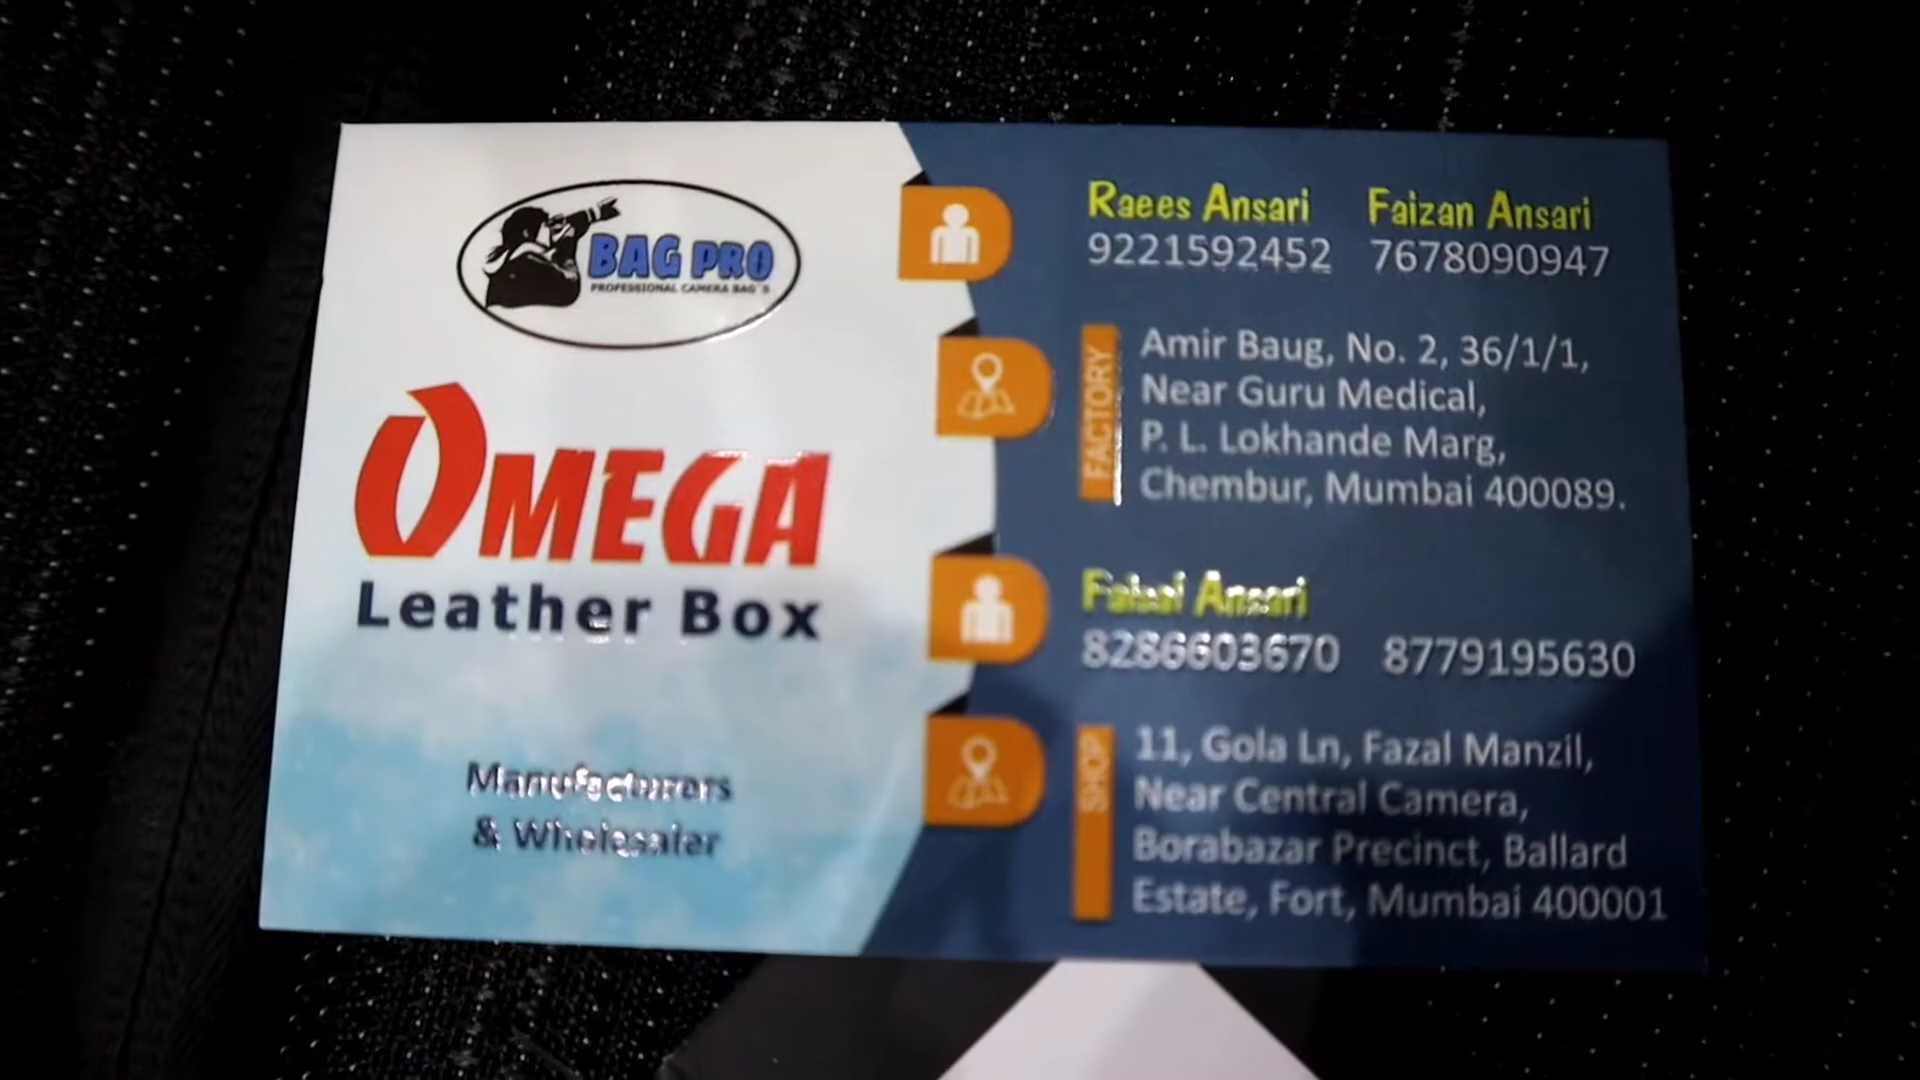 BAG PRO
PROFESSIONAL CAMERA BAG'S
OMEGA
Leather Box
Manufacturers
& Wholesaler
Raees Ansari Faizan Ansari
9221592452 7678090947
FACTORY
Amir Baug, No. 2, 36/1/1,
Near Guru Medical,
P. L. Lokhande Marg,
Chembur, Mumbai 400089.
Faisal Ansari
8286603670 8779195630
SHOP
11, Gola Ln, Fazal Manzil,
Near Central Camera,
Borabazar Precinct, Ballard
Estate, Fort, Mumbai 400001